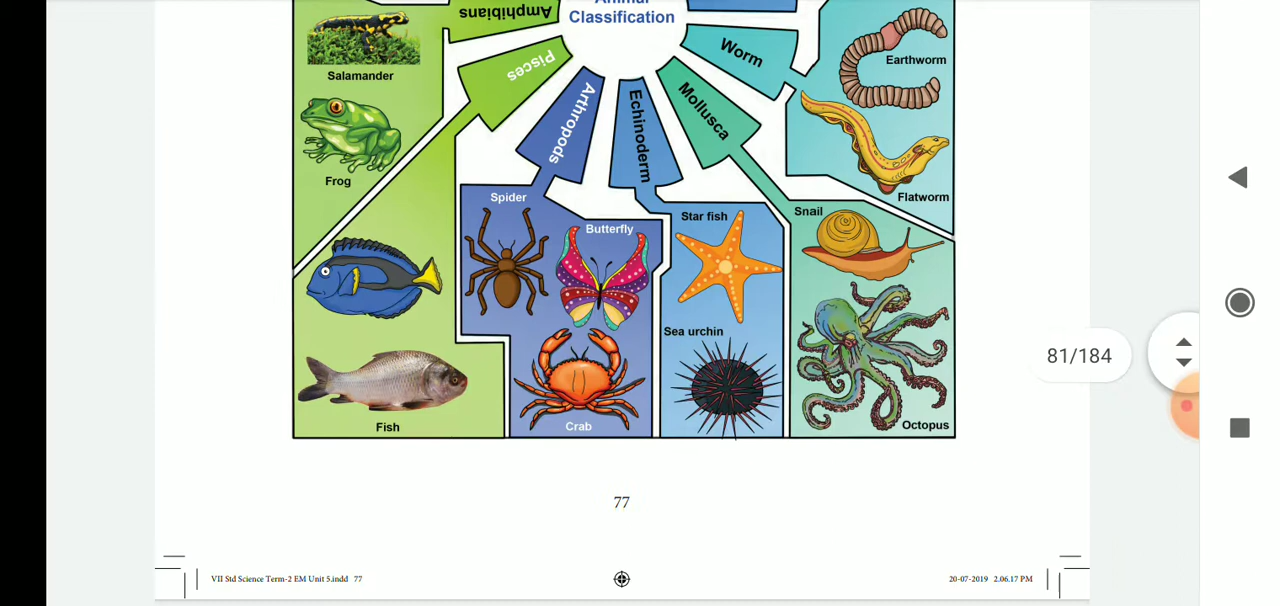 Animal
Classification
Amphibians
Pisces
Arthropods
Echinoderm
Mollusca
Worm
Salamander
Frog
Fish
Spider
Butterfly
Crab
Star fish
Sea urchin
Snail
Octopus
Earthworm
Flatworm
81/184
77
VII Std Science Term-2 EM Unit 5.indd 77
20-07-2019 2.06.17 PM